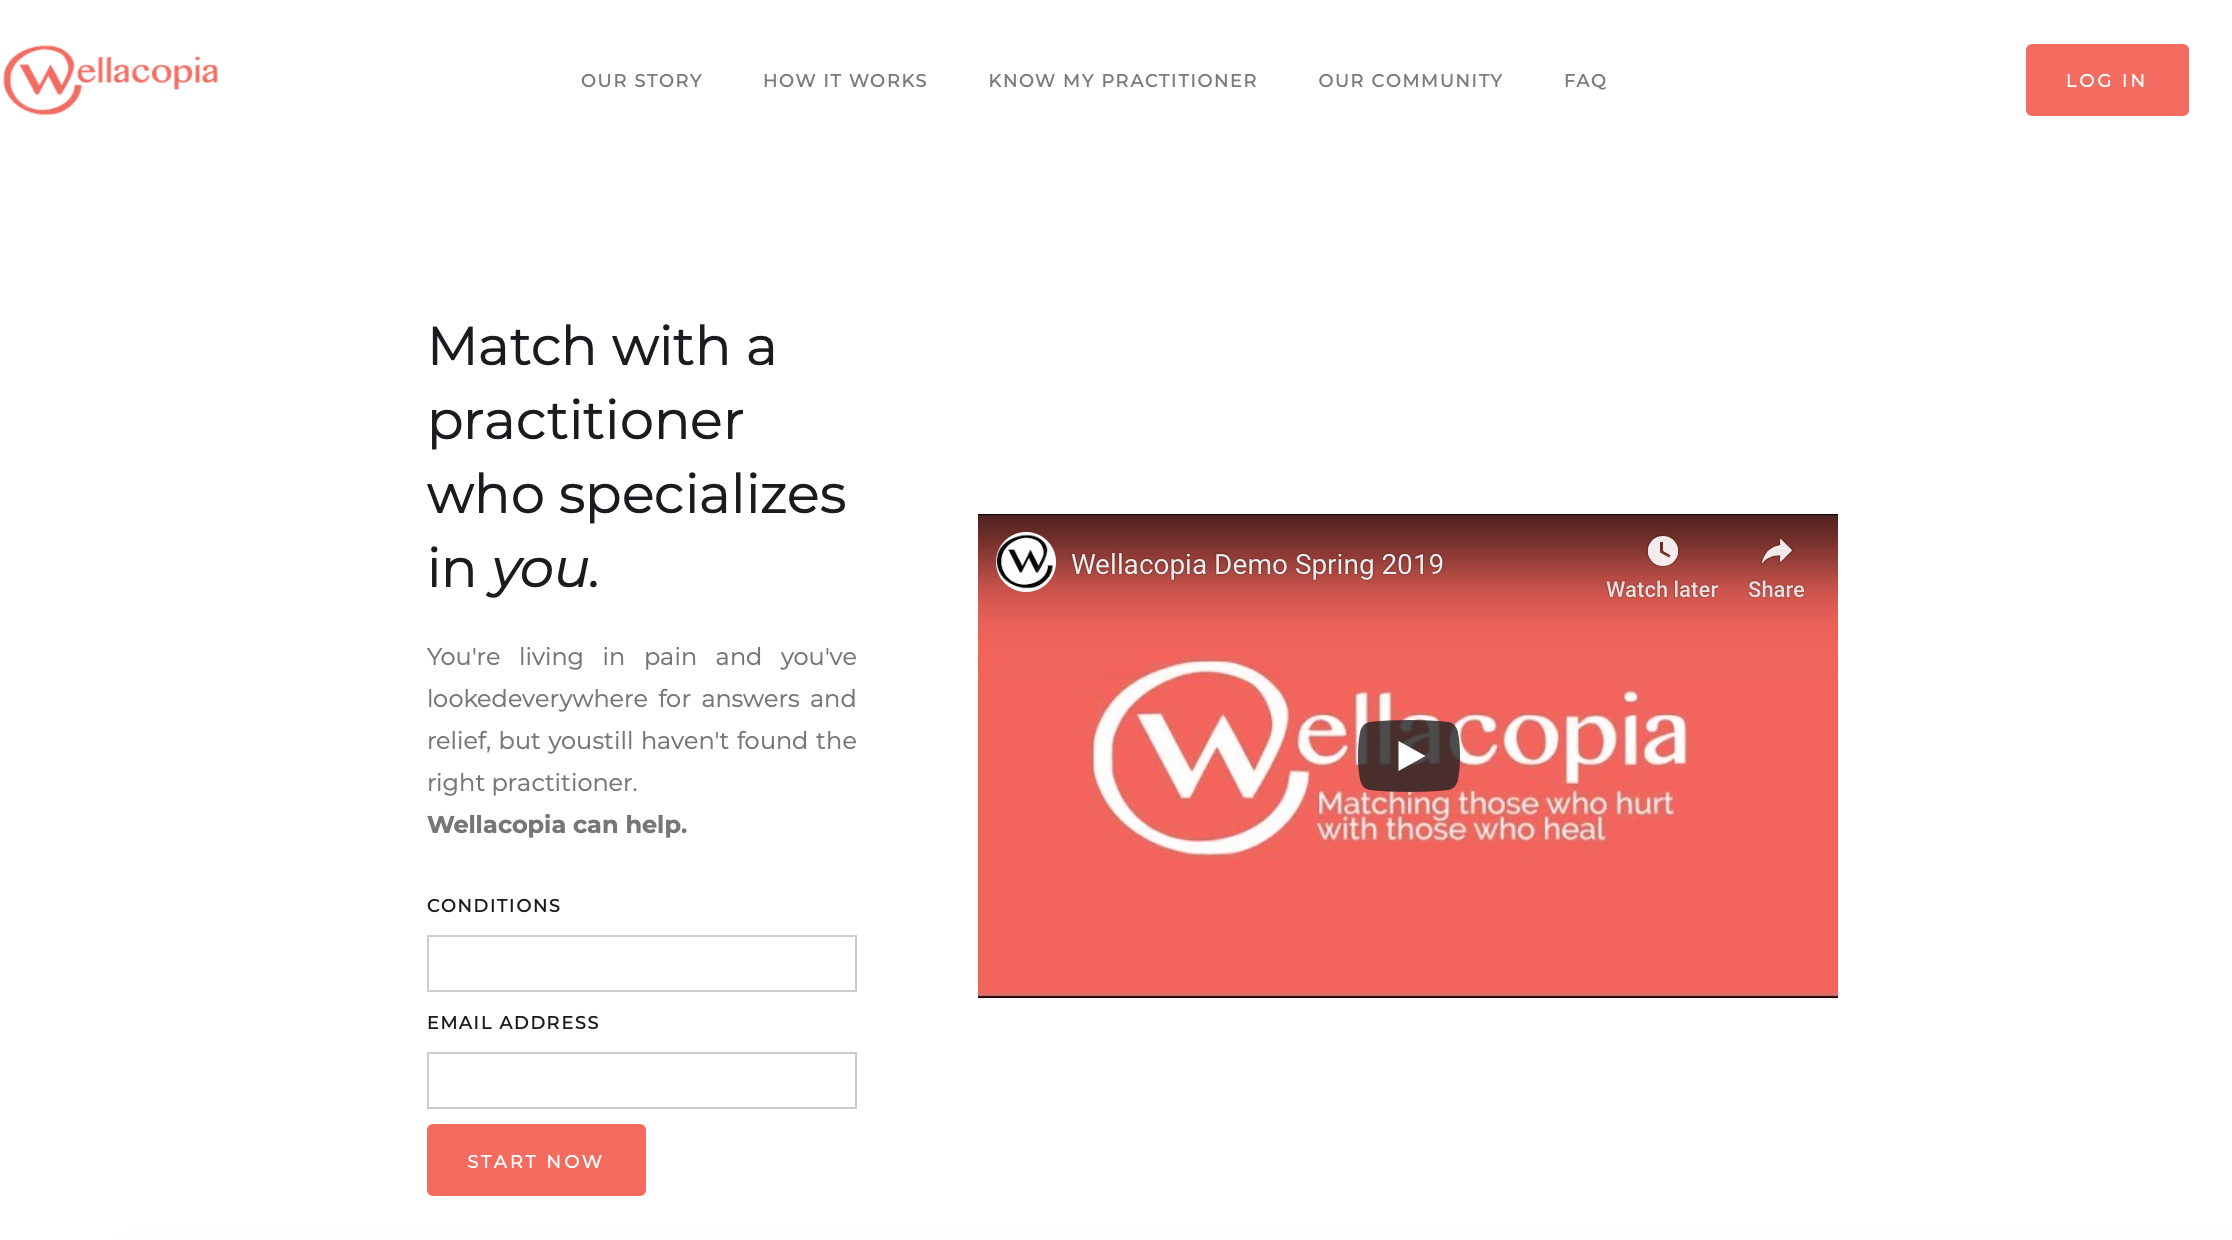 Wellacopia
OUR STORY
HOW IT WORKS
KNOW MY PRACTITIONER
OUR COMMUNITY
FAQ
LOG IN
Match with a
practitioner
who specializes
in you.
You're living in pain and you've
lookedeverywhere for answers and
relief, but youstill haven't found the
right practitioner.
Wellacopia can help.
CONDITIONS
EMAIL ADDRESS
START NOW
W
Wellacopia Demo Spring 2019
Watch later
Share
Wellacopia
Matching those who hurt
with those who heal